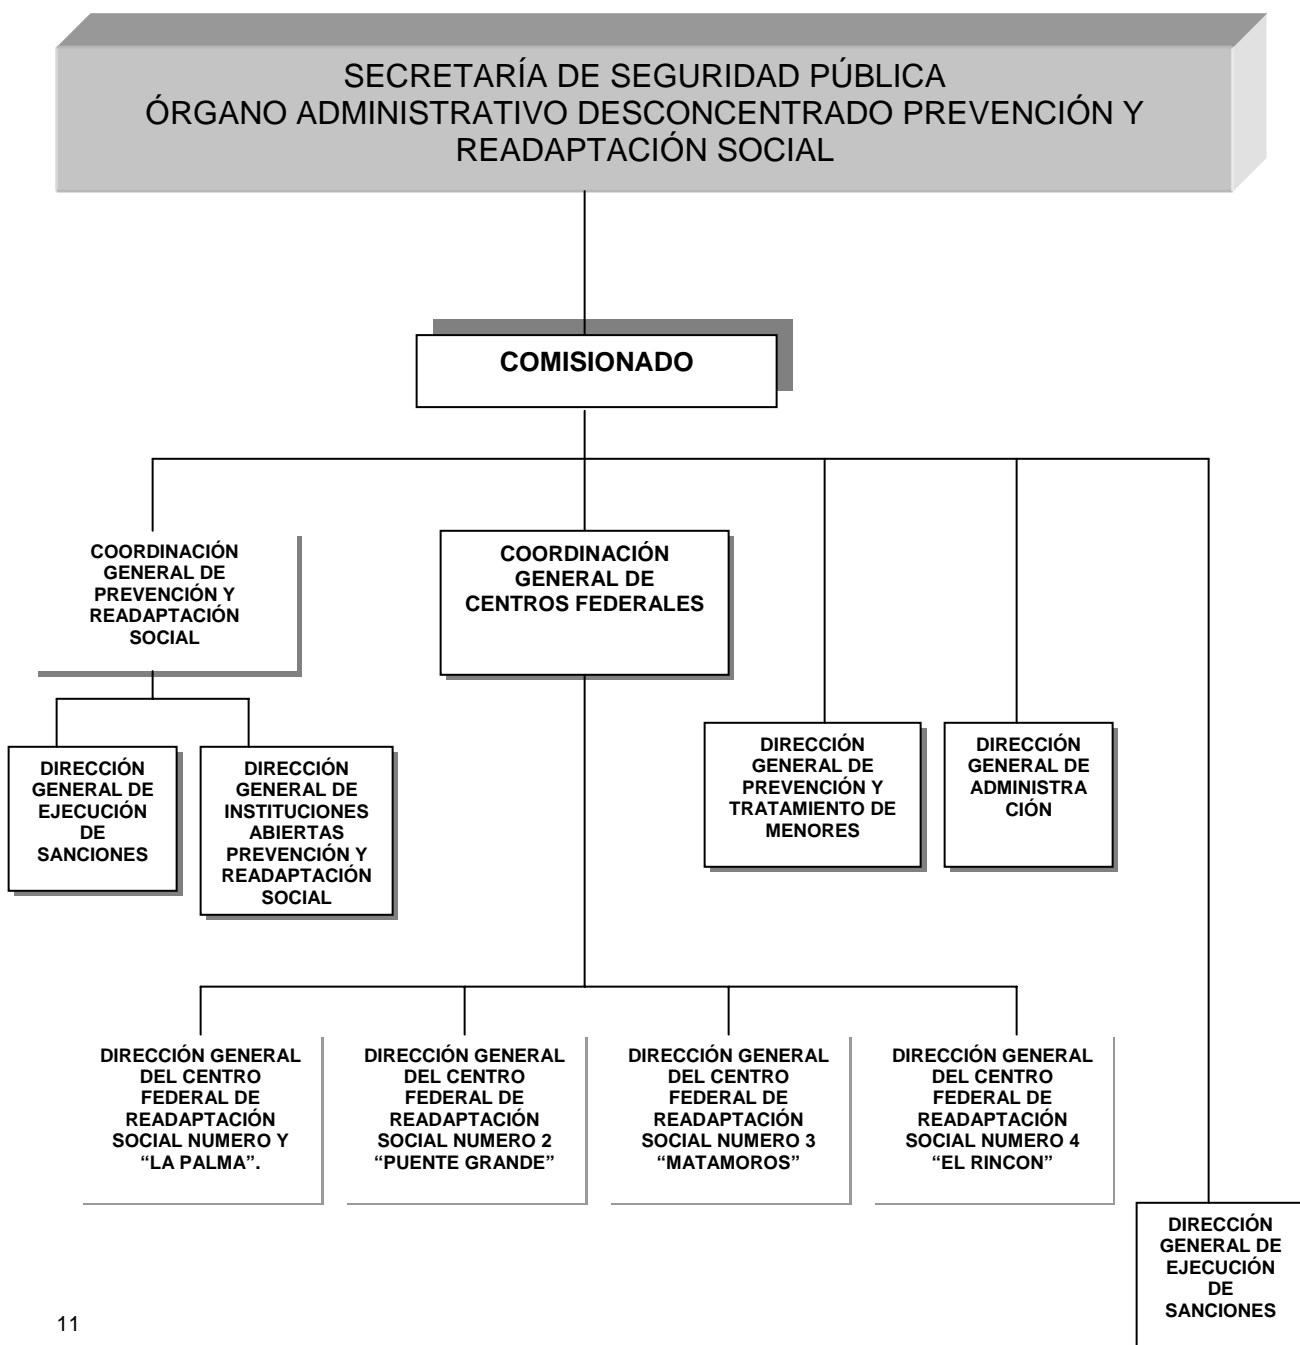 SECRETARÍA DE SEGURIDAD PÚBLICA
ÓRGANO ADMINISTRATIVO DESCONCENTRADO PREVENCIÓN Y
READAPTACIÓN SOCIAL
COMISIONADO
COORDINACIÓN
GENERAL DE
PREVENCIÓN Y
READAPTACIÓN
SOCIAL
COORDINACIÓN
GENERAL DE
CENTROS FEDERALES
DIRECCIÓN
GENERAL DE
EJECUCIÓN
DE
SANCIONES
DIRECCIÓN
GENERAL DE
INSTITUCIONES
ABIERTAS
PREVENCIÓN Y
READAPTACIÓN
SOCIAL
DIRECCIÓN
GENERAL DE
PREVENCIÓN Y
TRATAMIENTO DE
MENORES
DIRECCIÓN
GENERAL DE
ADMINISTRA
CIÓN
DIRECCIÓN GENERAL
DEL CENTRO
FEDERAL DE
READAPTACIÓN
SOCIAL NUMERO Y
“LA PALMA”.
DIRECCIÓN GENERAL
DEL CENTRO
FEDERAL DE
READAPTACIÓN
SOCIAL NUMERO 2
“PUENTE GRANDE”
DIRECCIÓN GENERAL
DEL CENTRO
FEDERAL DE
READAPTACIÓN
SOCIAL NUMERO 3
“MATAMOROS”
DIRECCIÓN GENERAL
DEL CENTRO
FEDERAL DE
READAPTACIÓN
SOCIAL NUMERO 4
“EL RINCON”
DIRECCIÓN
GENERAL DE
EJECUCIÓN
DE
SANCIONES
11